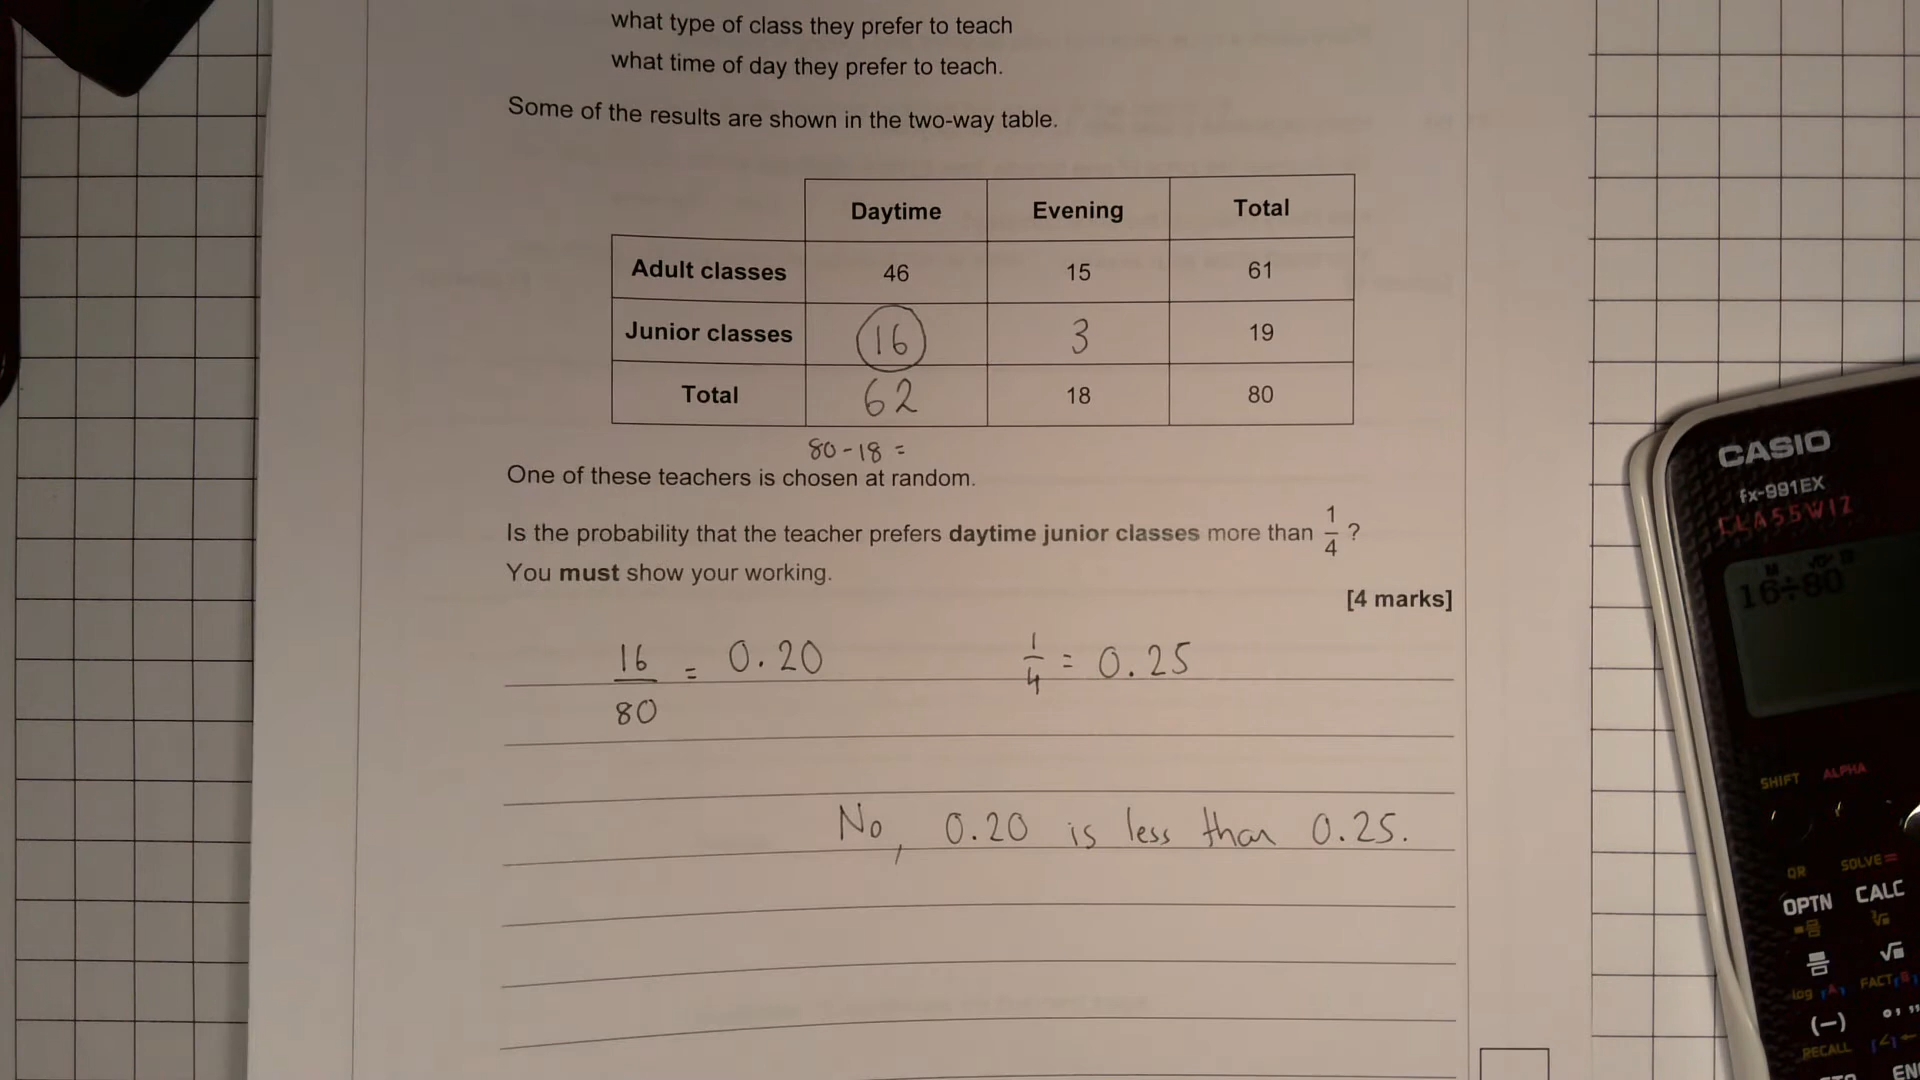 what type of class they prefer to teach
what time of day they prefer to teach.
Some of the results are shown in the two-way table.
Daytime Evening Total
Adult classes 46 15 61
Junior classes 16 3 19
Total 62 18 80
80-18 =
One of these teachers is chosen at random.
Is the probability that the teacher prefers daytime junior classes more than 1/4 ?
You must show your working.
[4 marks]
16/80 = 0.20 1/4 = 0.25
No, 0.20 is less than 0.25.
CASIO
fx-991EX
CLASSWIZ
16÷80
SHIFT ALPHA
QR SOLVE =
OPTN CALC
log FACT
(-)
RECALL